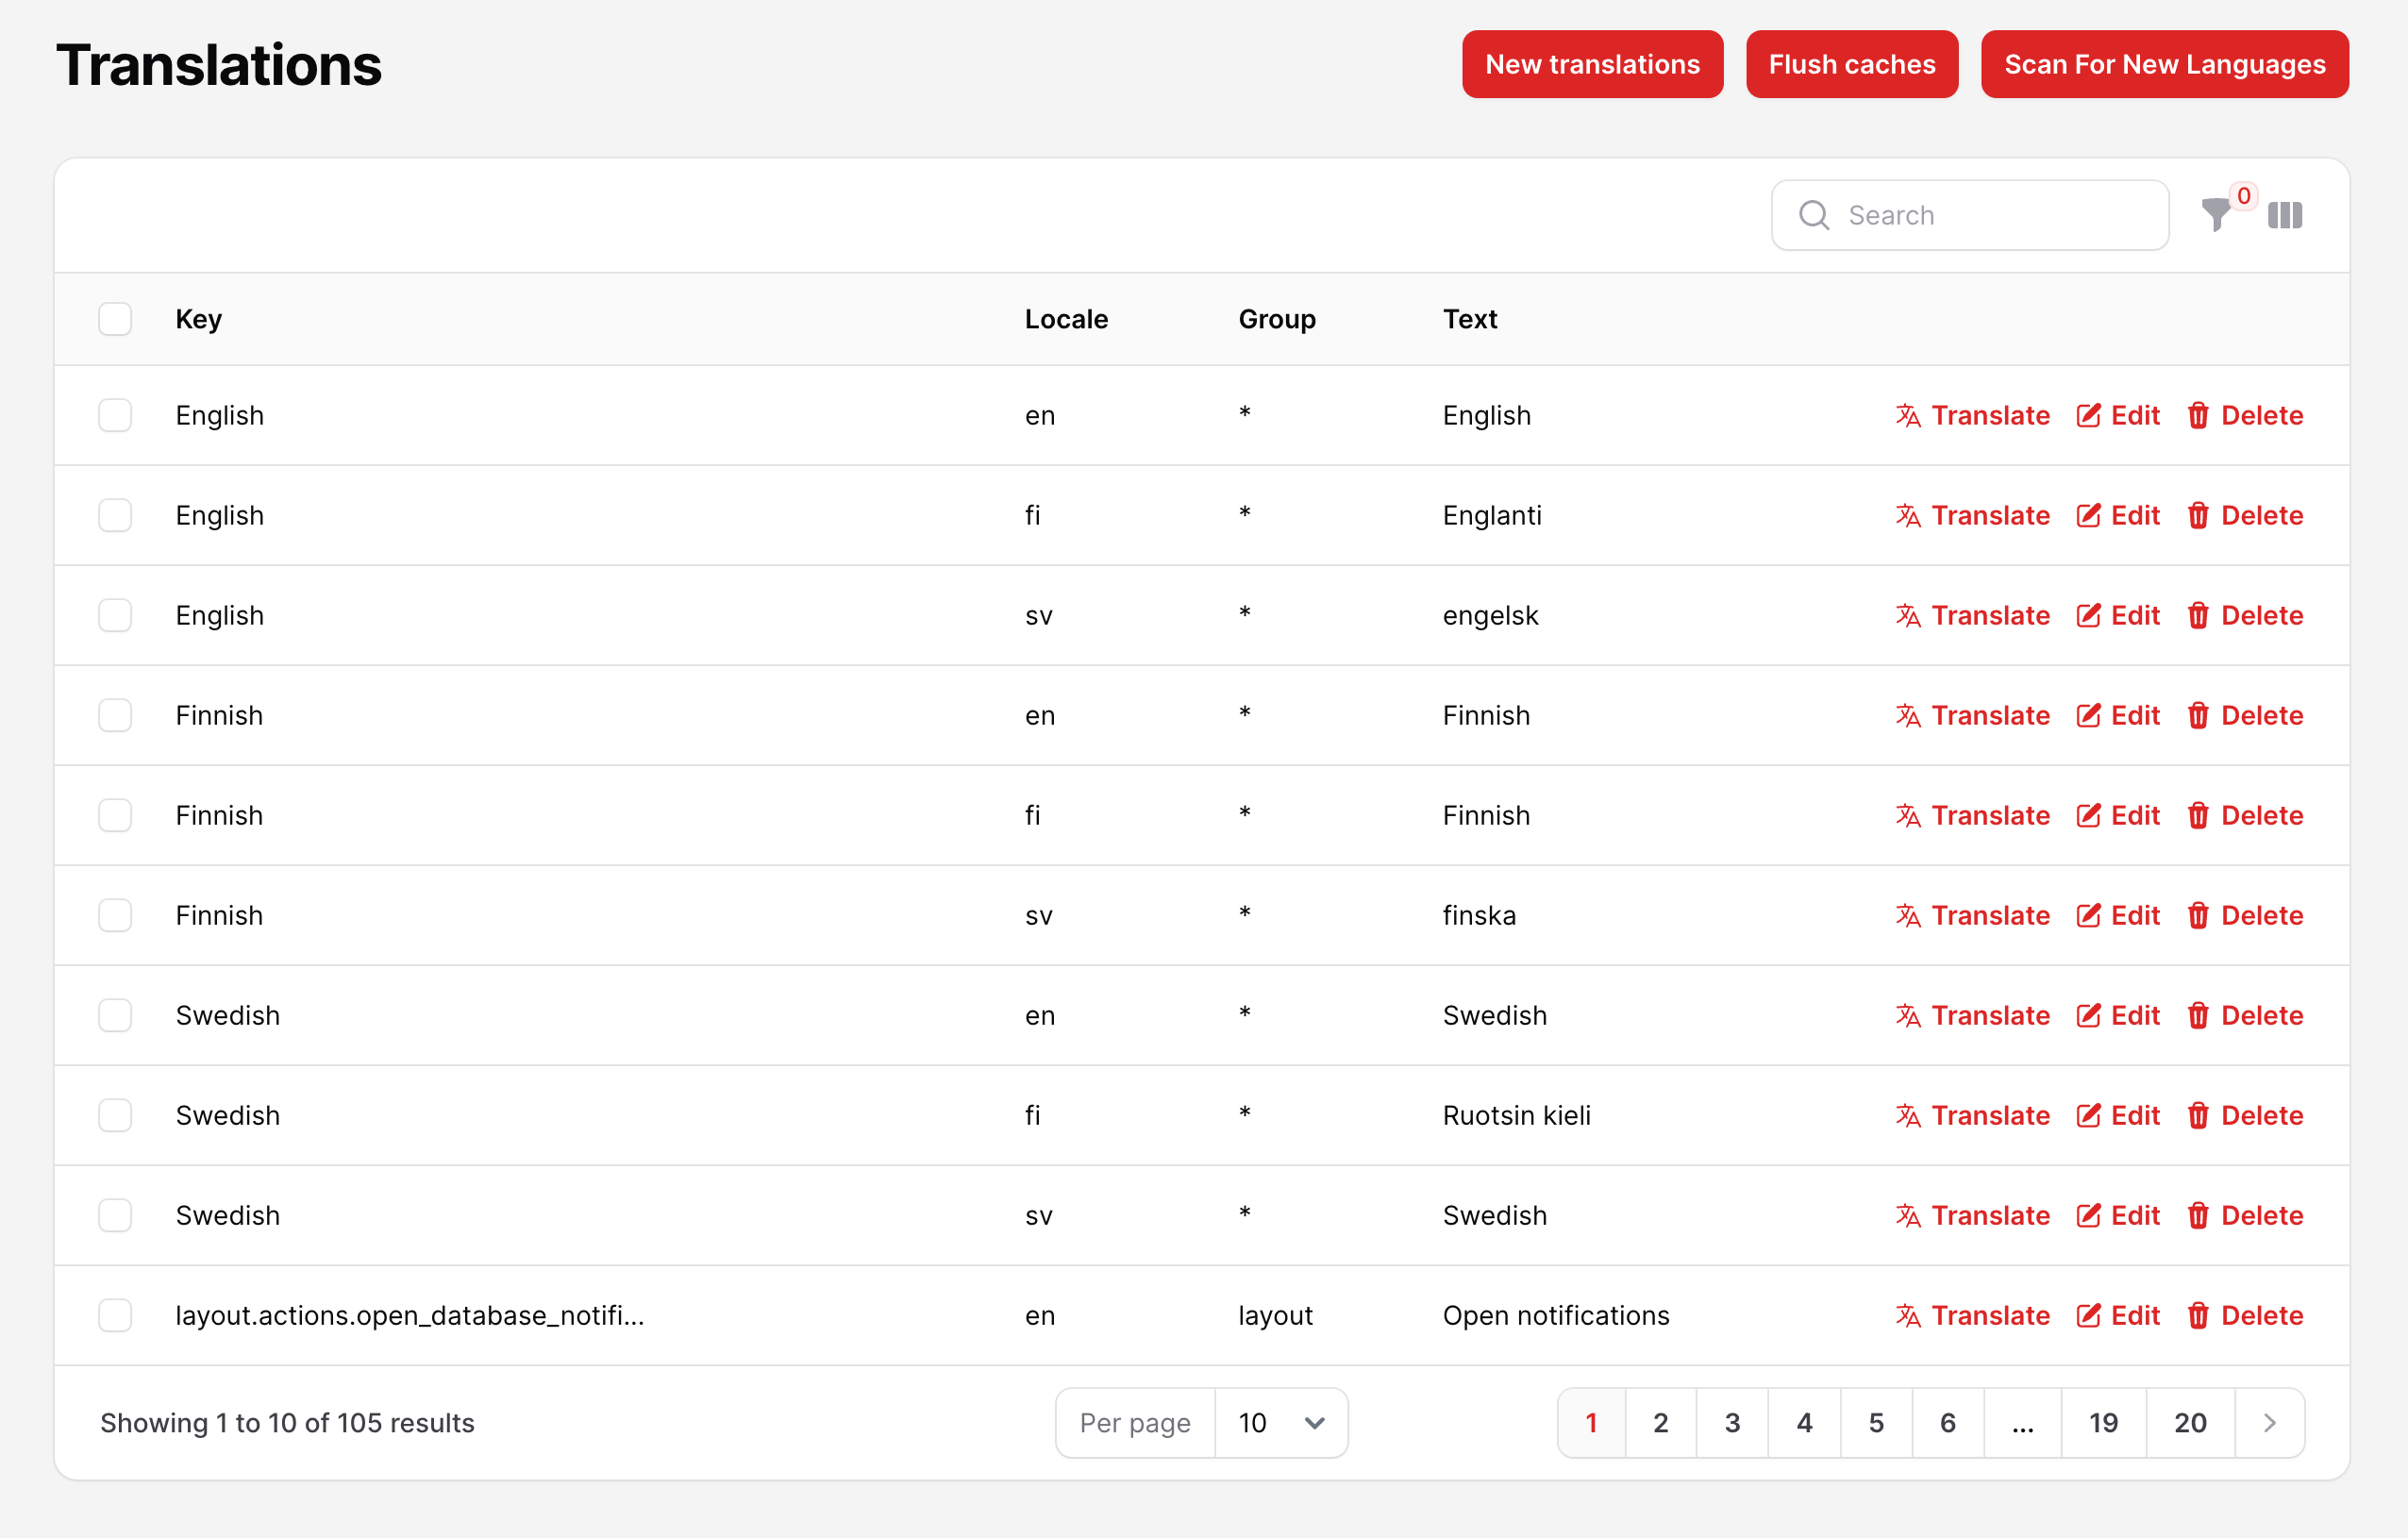 Translations
New translations
Flush caches
Scan For New Languages
Search
0
Key Locale Group Text
English en * English Translate Edit Delete
English fi * Englanti Translate Edit Delete
English sv * engelsk Translate Edit Delete
Finnish en * Finnish Translate Edit Delete
Finnish fi * Finnish Translate Edit Delete
Finnish sv * finska Translate Edit Delete
Swedish en * Swedish Translate Edit Delete
Swedish fi * Ruotsin kieli Translate Edit Delete
Swedish sv * Swedish Translate Edit Delete
layout.actions.open_database_notifi... en layout Open notifications Translate Edit Delete
Showing 1 to 10 of 105 results
Per page 10
1 2 3 4 5 6 ... 19 20